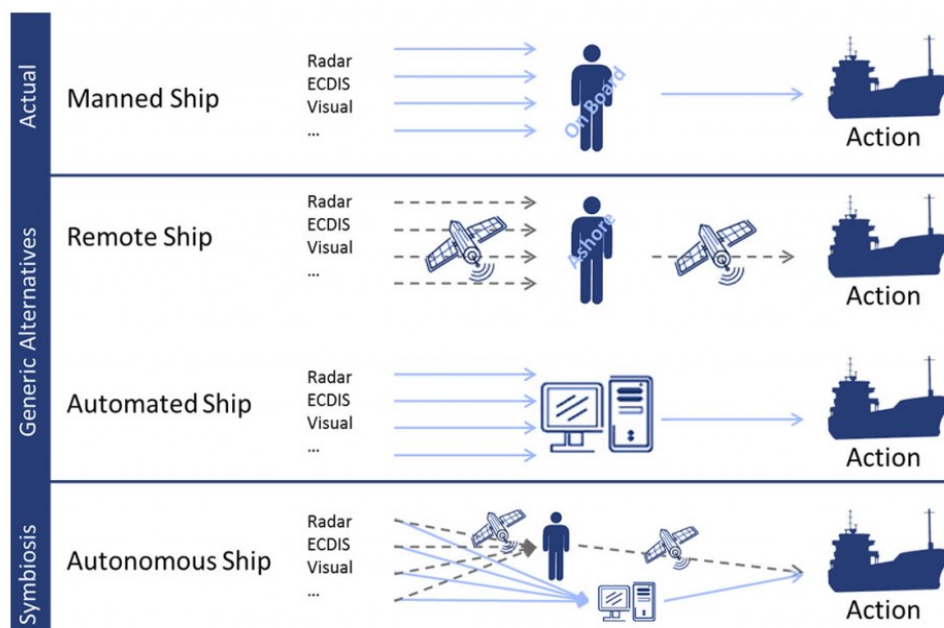 Actual
Manned Ship
Radar
ECDIS
Visual
...
On Board
Action
Generic Alternatives
Remote Ship
Radar
ECDIS
Visual
...
Ashore
Action
Automated Ship
Radar
ECDIS
Visual
...
Action
Symbiosis
Autonomous Ship
Radar
ECDIS
Visual
...
Action